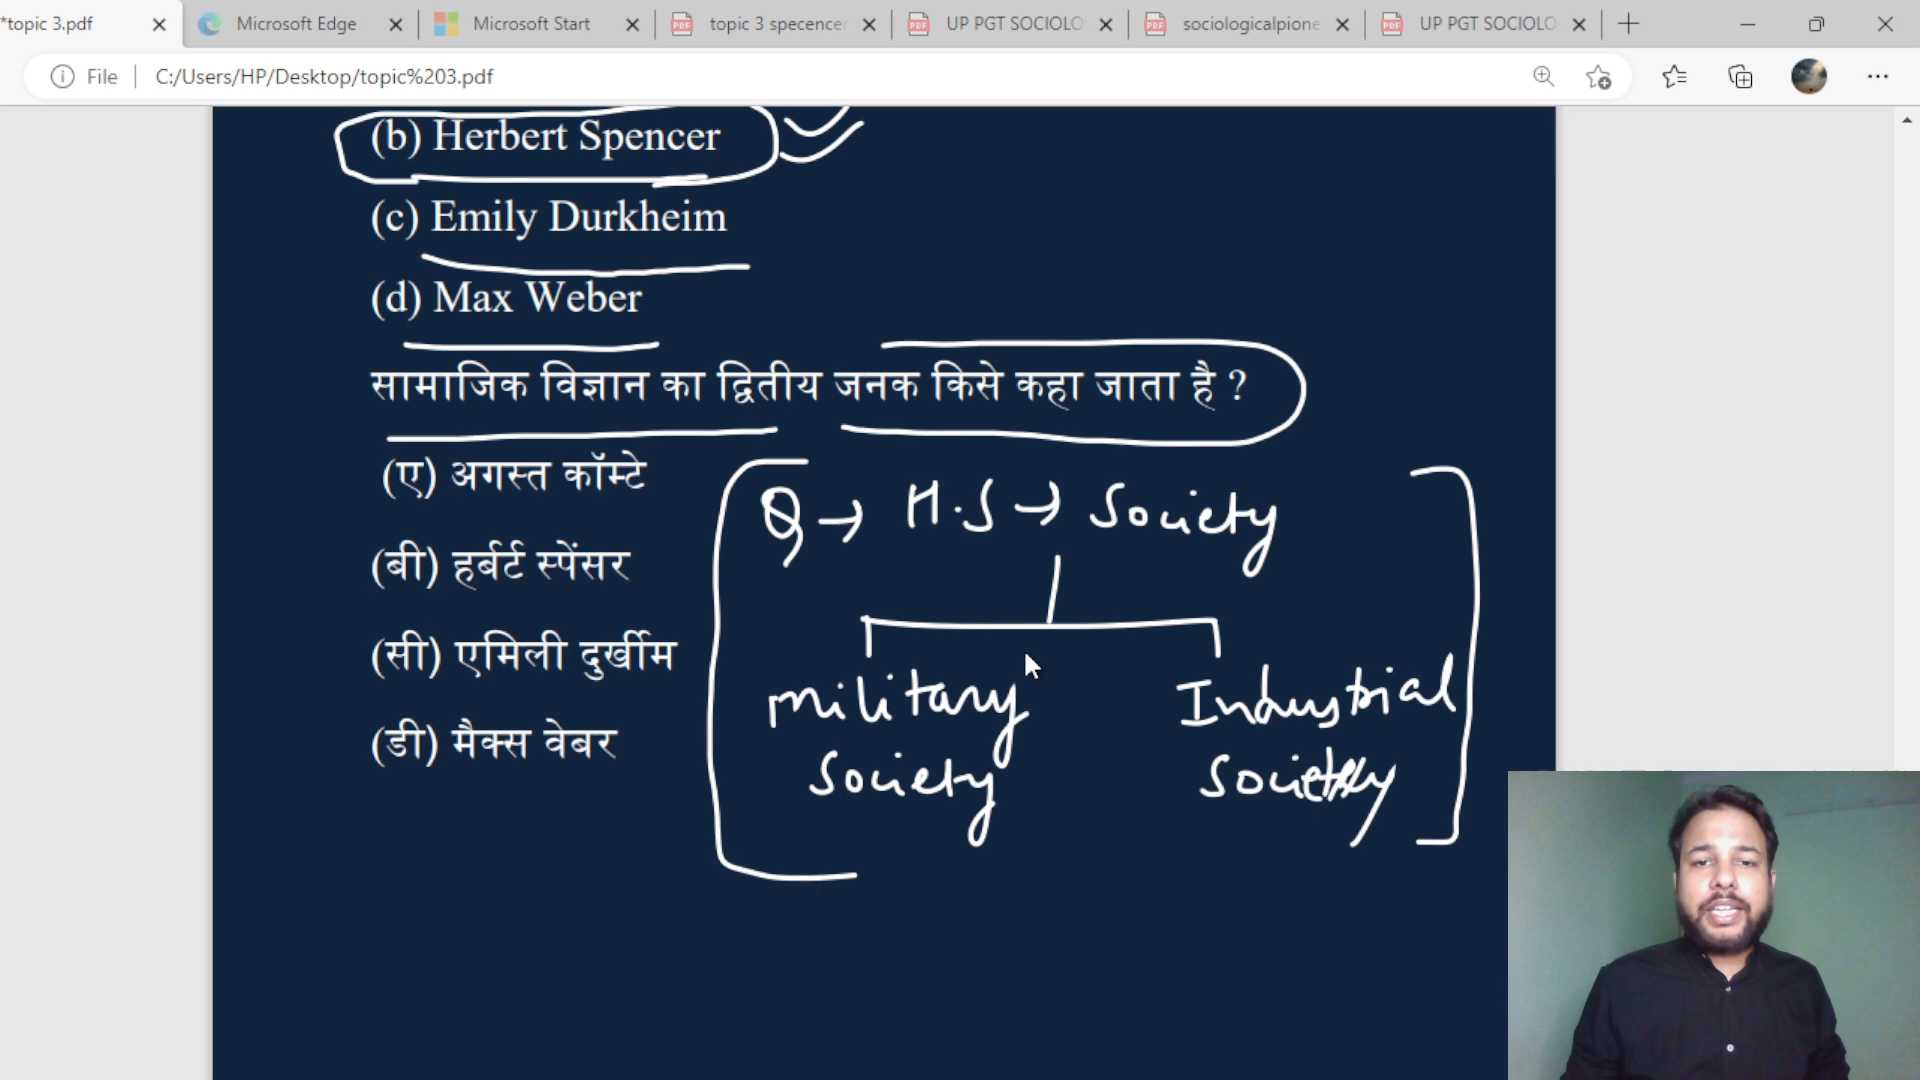 *topic 3.pdf
Microsoft Edge
Microsoft Start
topic 3 specencer
UP PGT SOCIOLO
sociologicalpione
UP PGT SOCIOLO
File
C:/Users/HP/Desktop/topic%203.pdf
(b) Herbert Spencer
(c) Emily Durkheim
(d) Max Weber
सामाजिक विज्ञान का द्वितीय जनक किसे कहा जाता है ?
(ए) अगस्त कॉम्टे
Q → H.S → Society
(बी) हर्बर्ट स्पेंसर
(सी) एमिली दुर्खीम
military Industrial
(डी) मैक्स वेबर
Society Society